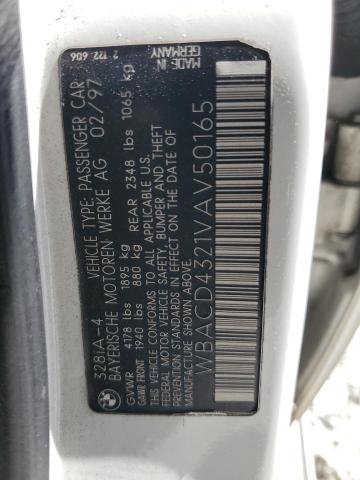 328iA-4
MADE IN
GERMANY
2 122 606
VEHICLE TYPE: PASSENGER CAR
BAYERISCHE MOTOREN WERKE AG 02/97
GVWR 4178 lbs 1895 kg
GAWR FRONT 1948 lbs 880 kg REAR 2348 lbs 1065 kg
THIS VEHICLE CONFORMS TO ALL APPLICABLE U.S.
FEDERAL MOTOR VEHICLE SAFETY, BUMPER AND THEFT
PREVENTION STANDARDS IN EFFECT ON THE DATE OF
MANUFACTURE SHOWN ABOVE.
WBACD4321VAV50165